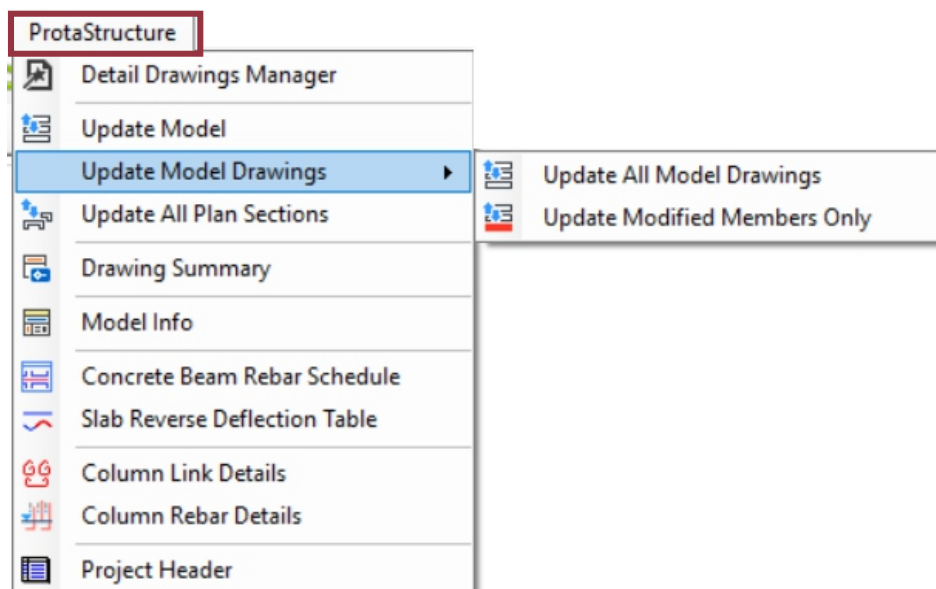 ProtaStructure
Detail Drawings Manager
Update Model
Update Model Drawings
Update All Model Drawings
Update All Plan Sections
Update Modified Members Only
Drawing Summary
Model Info
Concrete Beam Rebar Schedule
Slab Reverse Deflection Table
Column Link Details
Column Rebar Details
Project Header